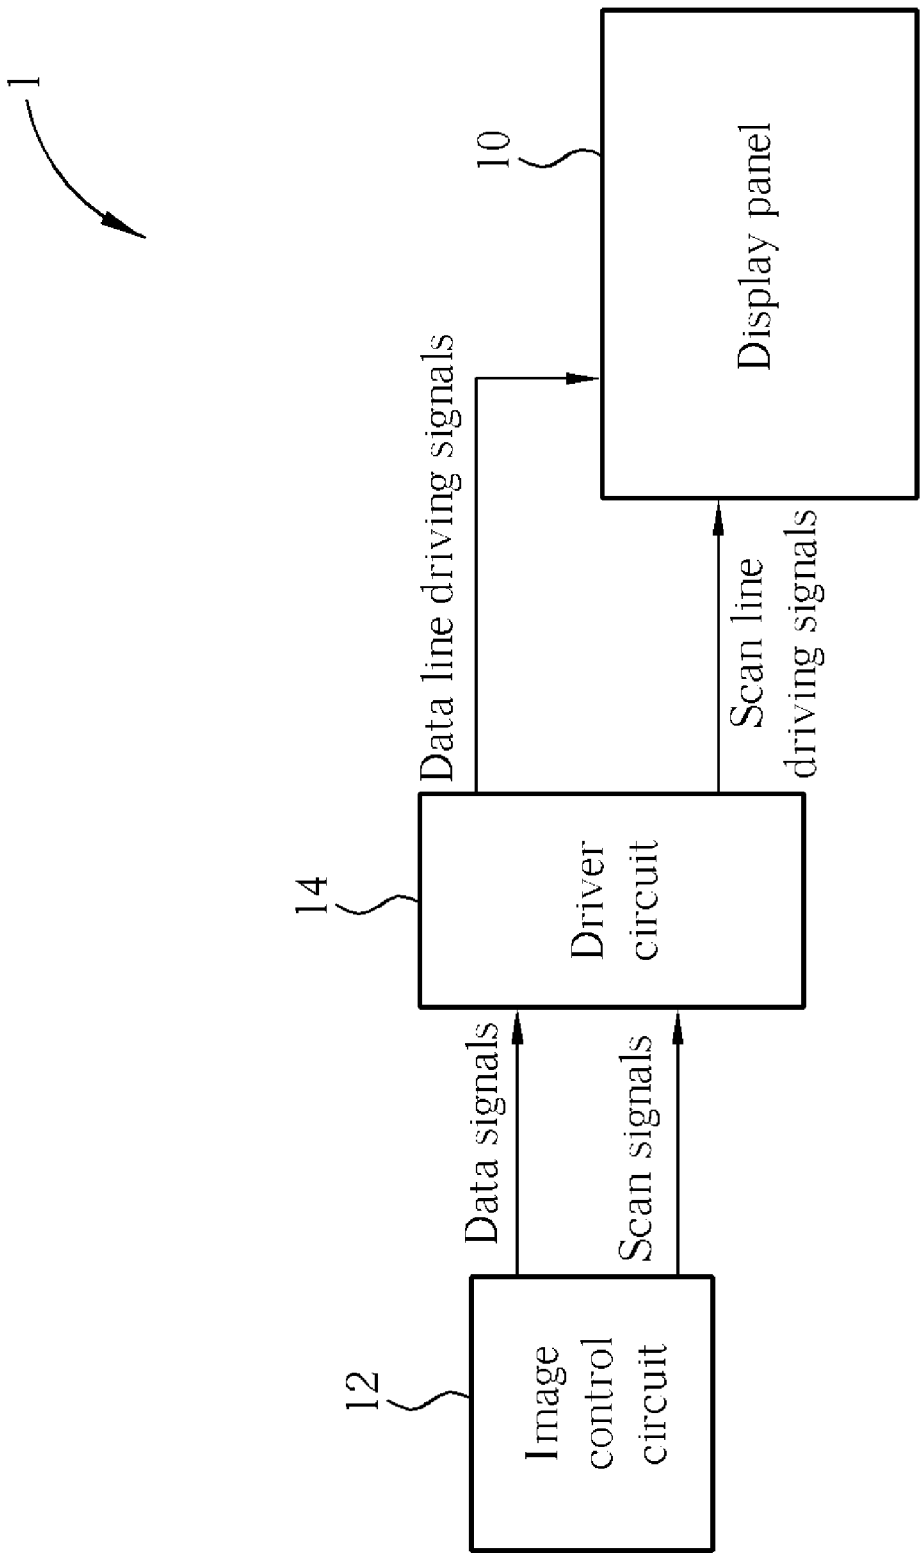 1
12
Image
control
circuit
Data signals
Scan signals
14
Driver
circuit
Data line driving signals
Scan line
driving signals
10
Display panel